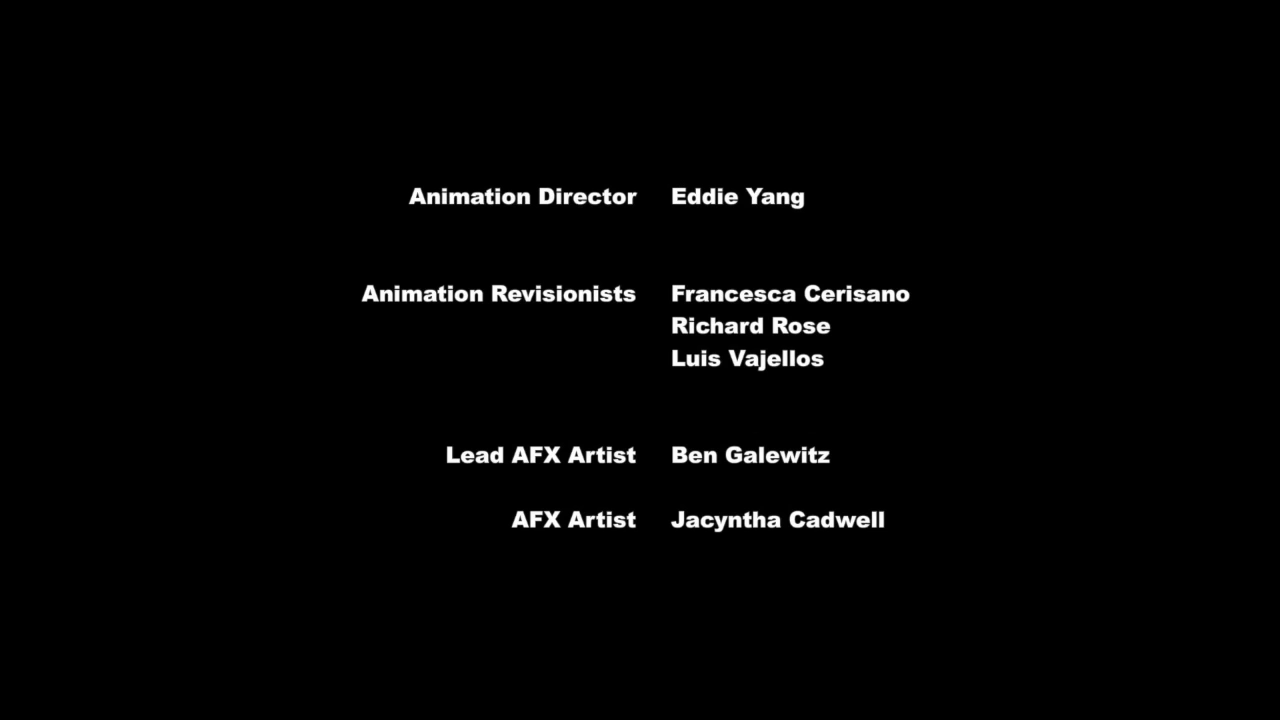 Animation Director Eddie Yang
Animation Revisionists Francesca Cerisano
Richard Rose
Luis Vajellos
Lead AFX Artist Ben Galewitz
AFX Artist Jacyntha Cadwell